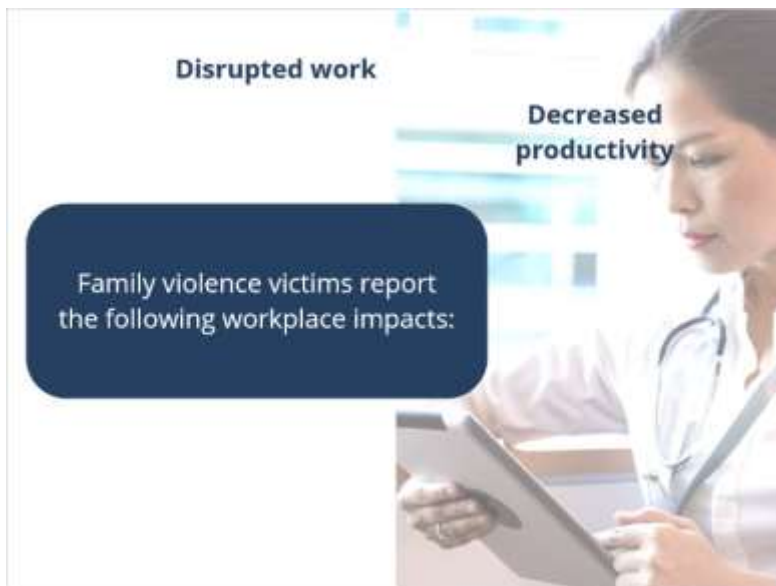 Disrupted work
Decreased
productivity
Family violence victims report
the following workplace impacts: